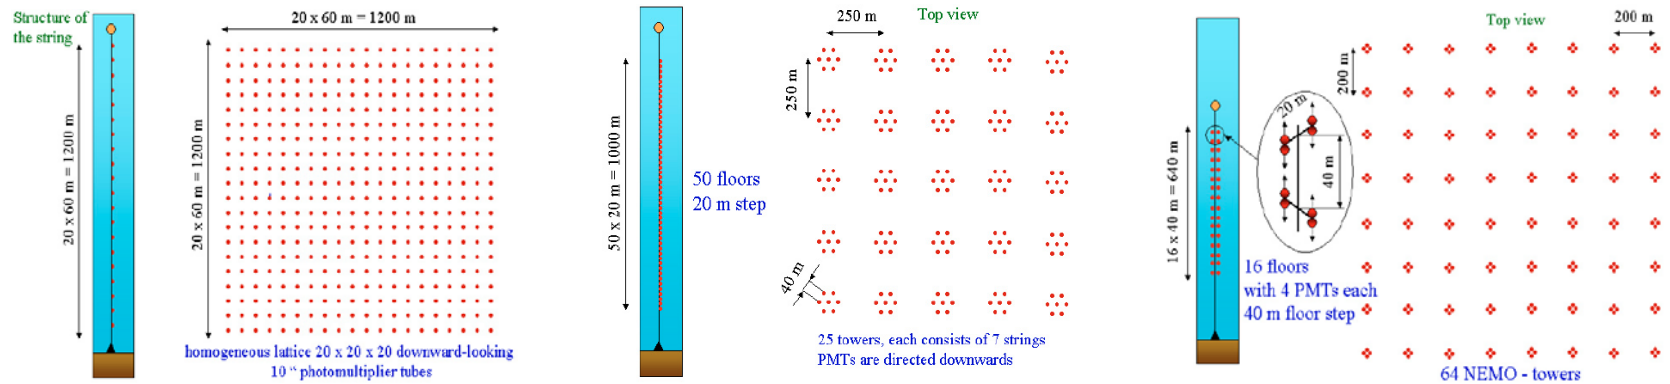 Structure of
the string
20 x 60 m = 1200 m
20 x 60 m = 1200 m
20 x 60 m = 1200 m
homogeneous lattice 20 x 20 x 20 downward-looking
10 " photomultiplier tubes
50 x 20 m = 1000 m
50 floors
20 m step
250 m
Top view
250 m
40 m
25 towers, each consists of 7 strings
PMTs are directed downwards
16 x 40 m = 640 m
20 m
40 m
16 floors
with 4 PMTs each
40 m floor step
Top view
200 m
200 m
64 NEMO - towers